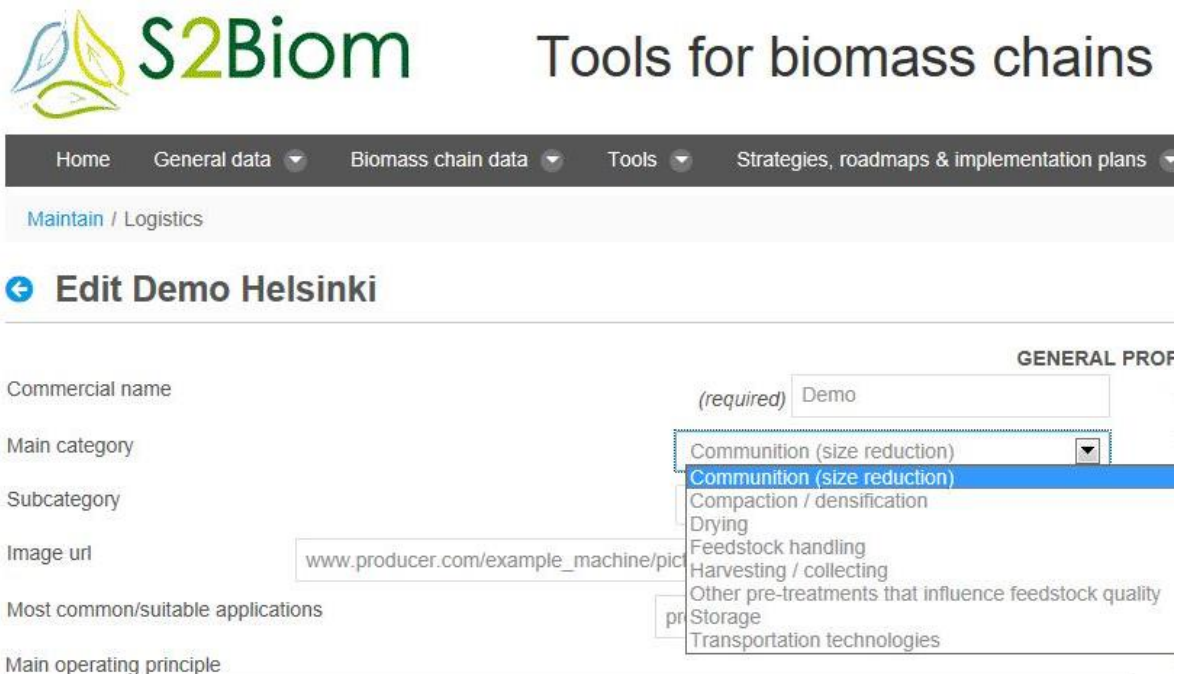 S2Biom
Tools for biomass chains
Home General data Biomass chain data Tools Strategies, roadmaps & implementation plans
Maintain / Logistics
Edit Demo Helsinki
GENERAL PROF
Commercial name (required) Demo
Main category Communition (size reduction)
Communition (size reduction)
Subcategory
Compaction / densification
Drying
Image url www.producer.com/example_machine/pict
Feedstock handling
Harvesting / collecting
Other pre-treatments that influence feedstock quality
Most common/suitable applications pr
Storage
Transportation technologies
Main operating principle